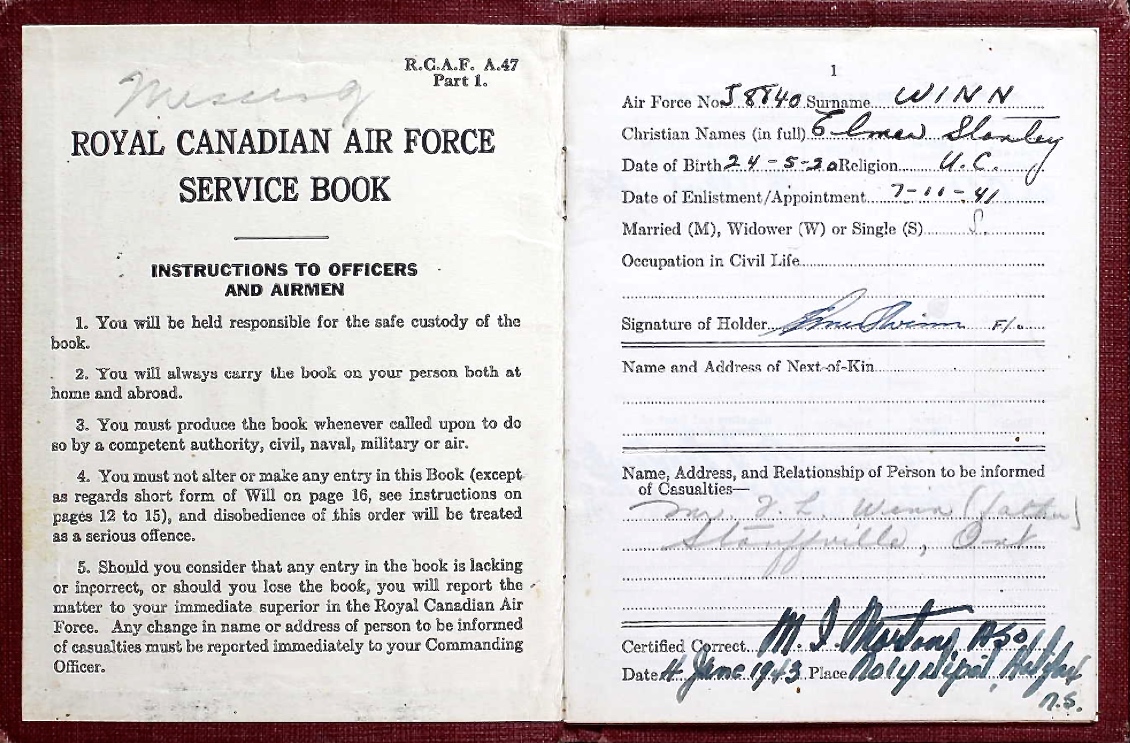 R.C.A.F. A.47
Part 1.
Missing
ROYAL CANADIAN AIR FORCE
SERVICE BOOK
INSTRUCTIONS TO OFFICERS
AND AIRMEN
1. You will be held responsible for the safe custody of the
book.
2. You will always carry the book on your person both at
home and abroad.
3. You must produce the book whenever called upon to do
so by a competent authority, civil, naval, military or air.
4. You must not alter or make any entry in this Book (except
as regards short form of Will on page 16, see instructions on
pages 12 to 15), and disobedience of this order will be treated
as a serious offence.
5. Should you consider that any entry in the book is lacking
or incorrect, or should you lose the book, you will report the
matter to your immediate superior in the Royal Canadian Air
Force. Any change in name or address of person to be informed
of casualties must be reported immediately to your Commanding
Officer.
1
Air Force No. J8840 Surname WINN
Christian Names (in full) Elmer Stanley
Date of Birth 24-5-20 Religion U.C.
Date of Enlistment/Appointment 7-11-41
Married (M), Widower (W) or Single (S) S.
Occupation in Civil Life
Signature of Holder F/O
Name and Address of Next-of-Kin
Name, Address, and Relationship of Person to be informed
of Casualties—
Mr. F. L. Winn (father)
Stouffville, Ont
Certified Correct M. I. ASO
Date 4 June 1943 Place Depot, Halifax
N.S.